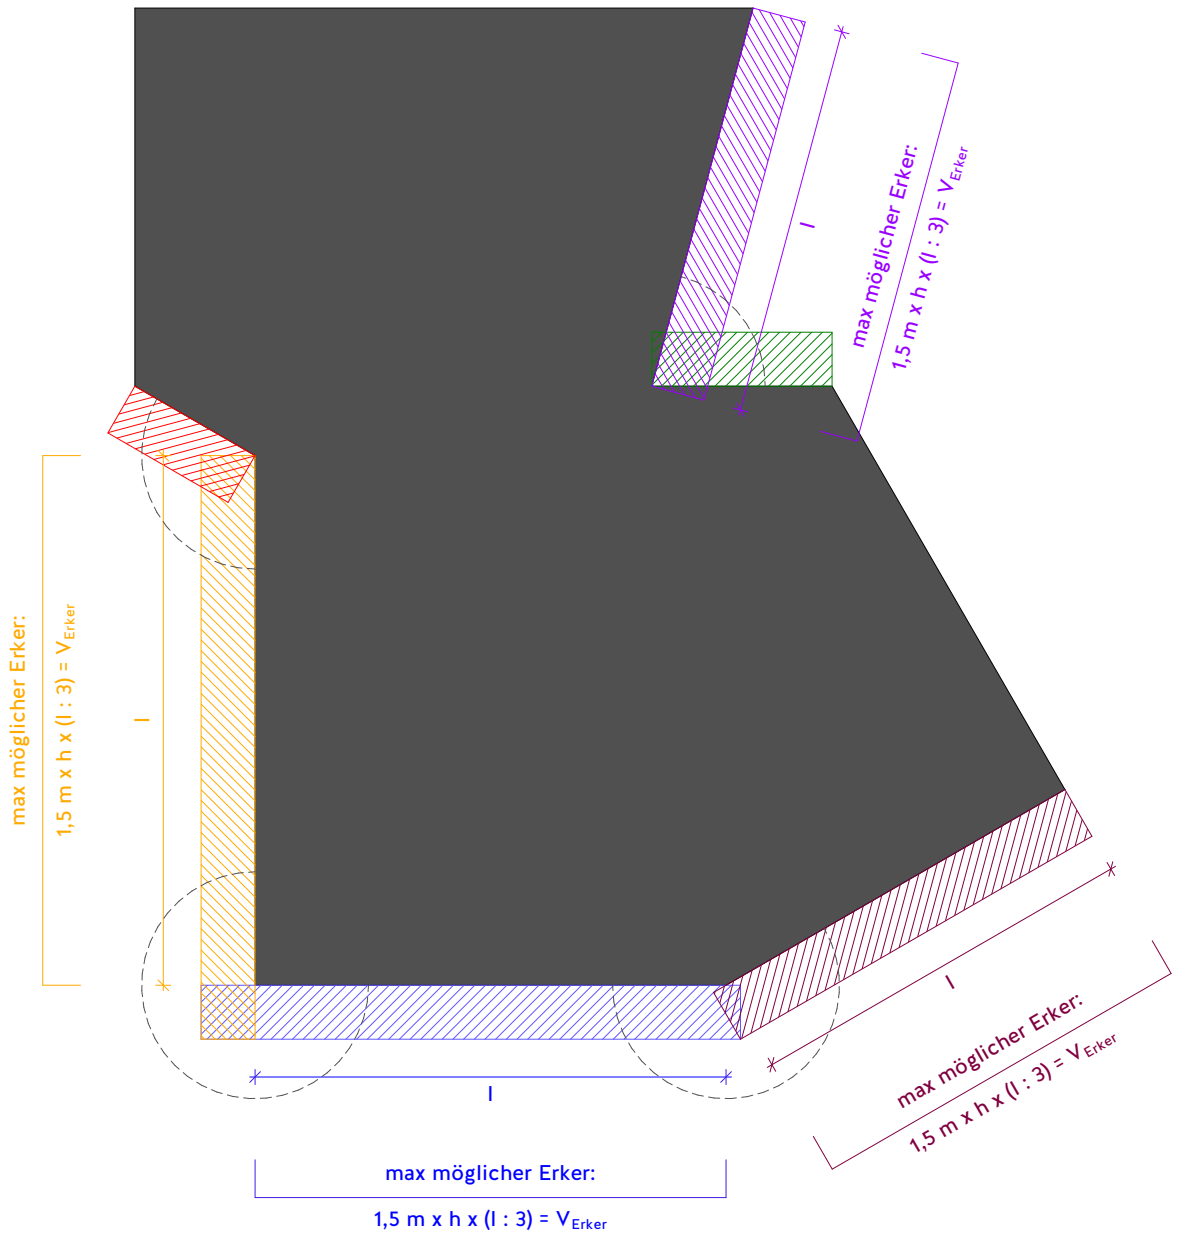 l
max möglicher Erker:
1,5 m x h x (l : 3) = VErker
max möglicher Erker:
1,5 m x h x (l : 3) = VErker
l
l
max möglicher Erker:
1,5 m x h x (l : 3) = VErker
l
max möglicher Erker:
1,5 m x h x (l : 3) = VErker